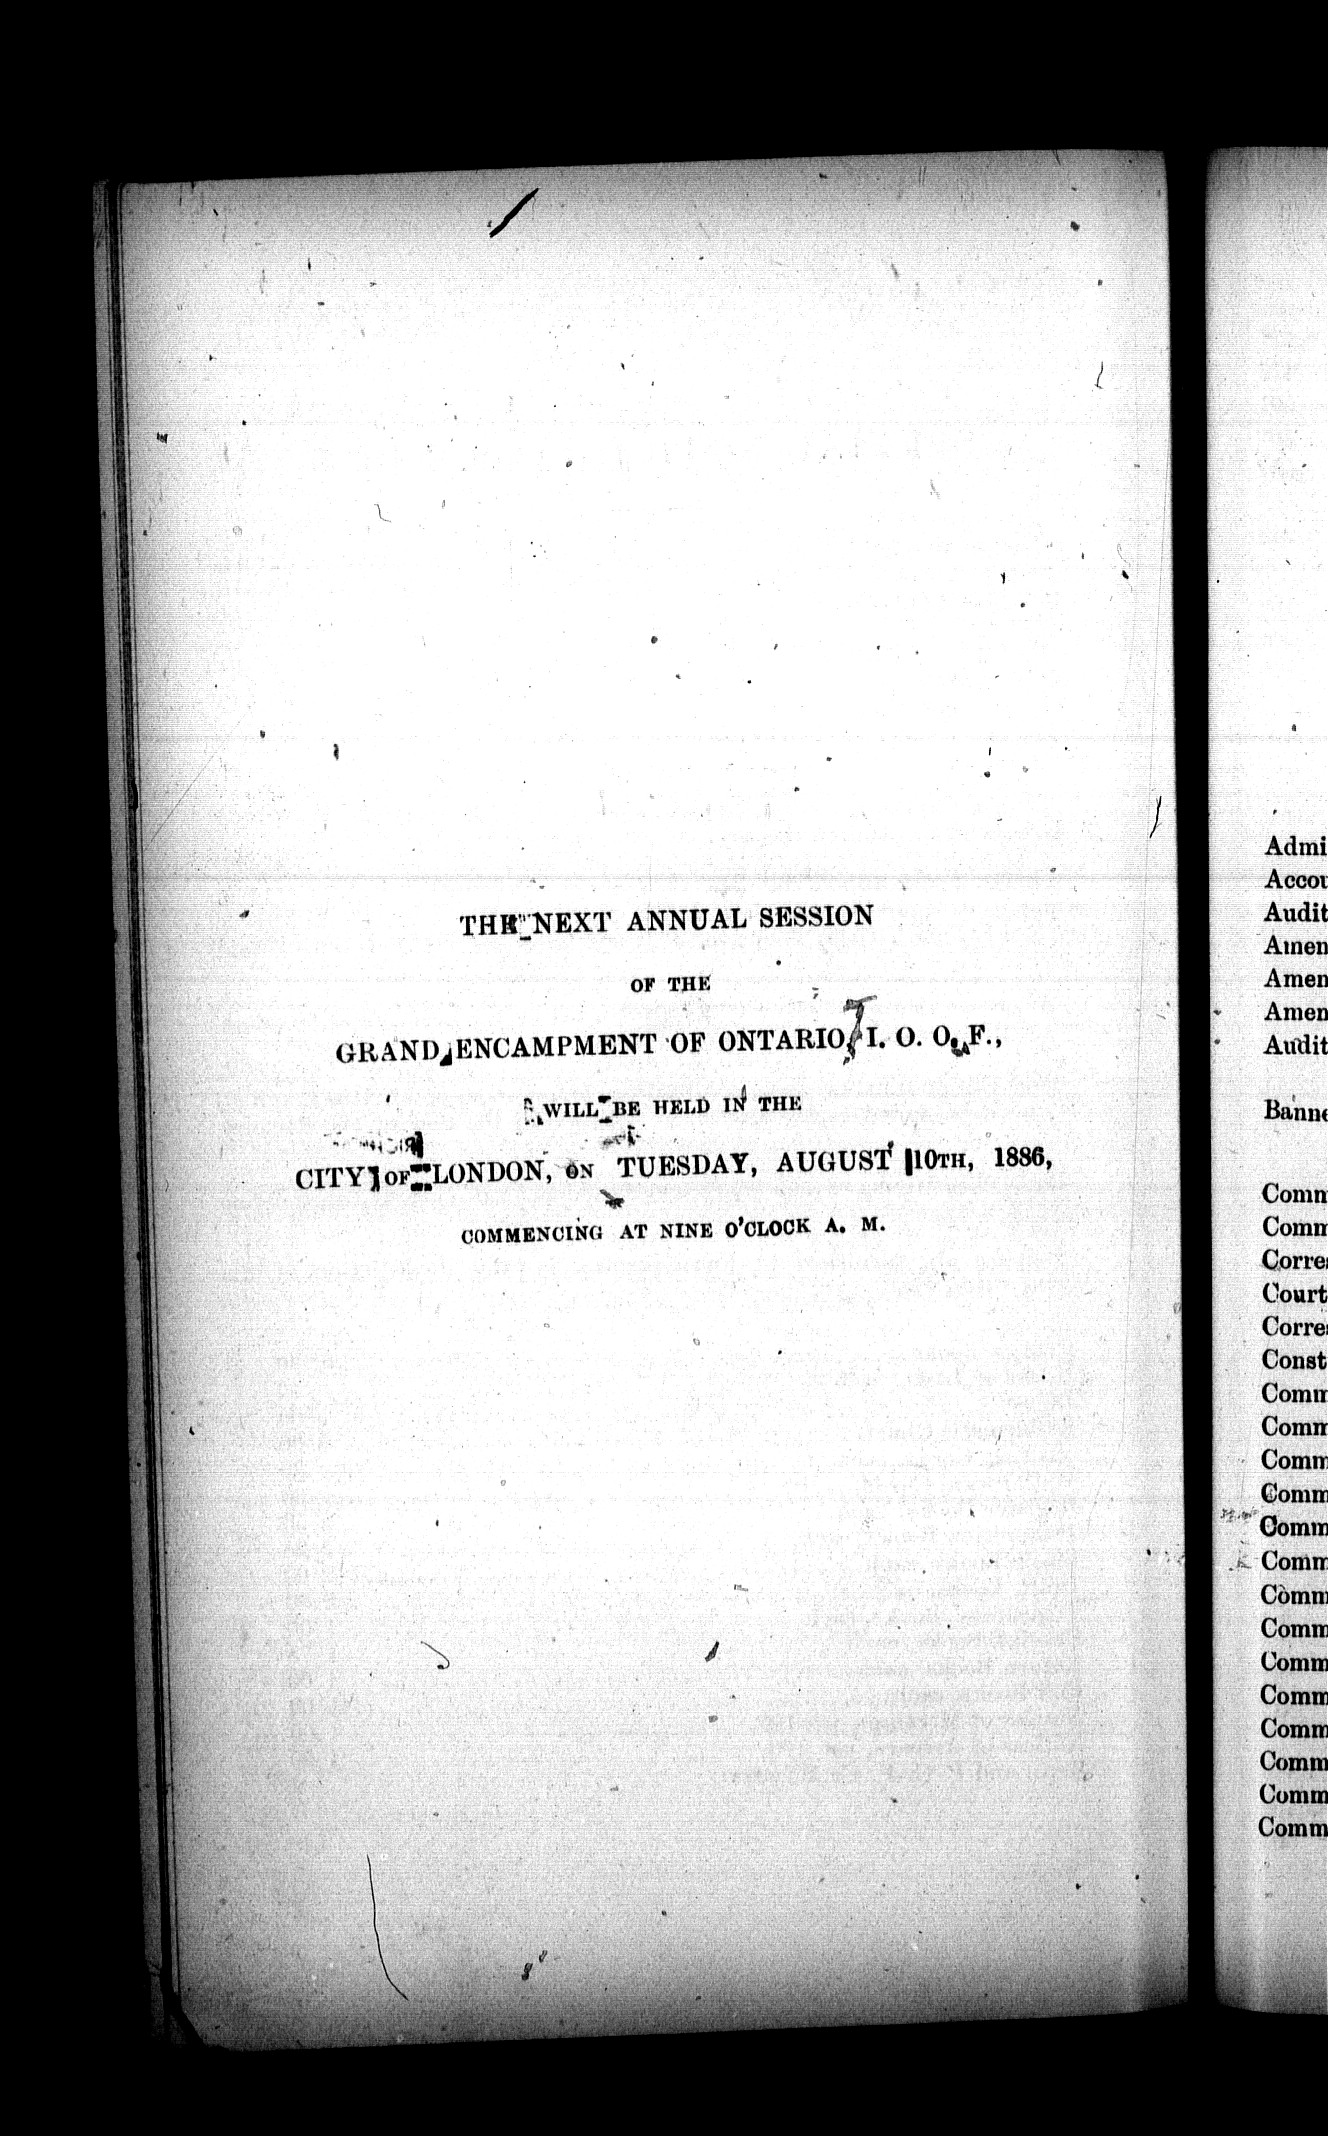 THE NEXT ANNUAL SESSION
OF THE
GRAND ENCAMPMENT OF ONTARIO, I. O. O. F.,
WILL BE HELD IN THE
CITY OF LONDON, ON TUESDAY, AUGUST 10TH, 1886,
COMMENCING AT NINE O'CLOCK A. M.
Admi
Accou
Audit
Amen
Amen
Amen
Audit
Banne
Comm
Comm
Corres
Court
Corres
Const
Comm
Comm
Comm
Comm
Comm
Comm
Comm
Comm
Comm
Comm
Comm
Comm
Comm
Comm